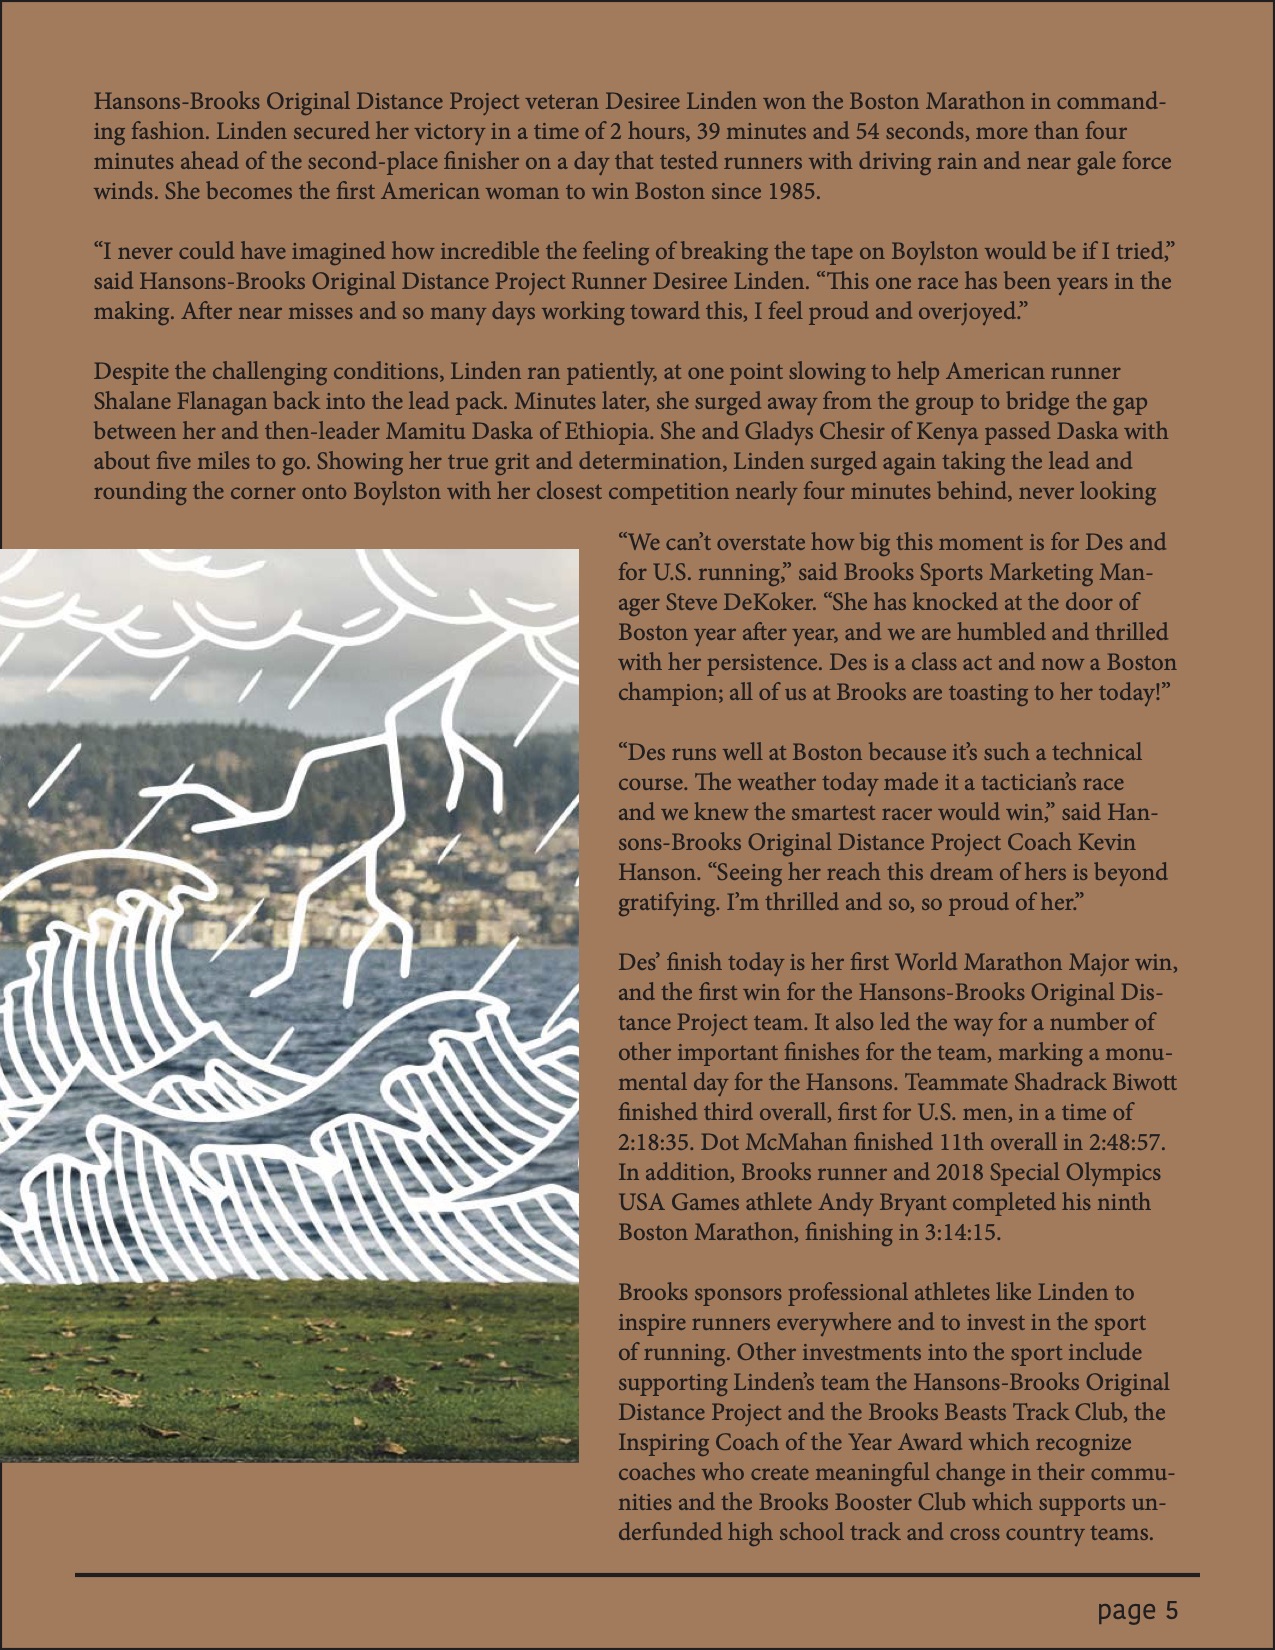 Hansons-Brooks Original Distance Project veteran Desiree Linden won the Boston Marathon in command-
ing fashion. Linden secured her victory in a time of 2 hours, 39 minutes and 54 seconds, more than four
minutes ahead of the second-place finisher on a day that tested runners with driving rain and near gale force
winds. She becomes the first American woman to win Boston since 1985.
“I never could have imagined how incredible the feeling of breaking the tape on Boylston would be if I tried,”
said Hansons-Brooks Original Distance Project Runner Desiree Linden. “This one race has been years in the
making. After near misses and so many days working toward this, I feel proud and overjoyed.”
Despite the challenging conditions, Linden ran patiently, at one point slowing to help American runner
Shalane Flanagan back into the lead pack. Minutes later, she surged away from the group to bridge the gap
between her and then-leader Mamitu Daska of Ethiopia. She and Gladys Chesir of Kenya passed Daska with
about five miles to go. Showing her true grit and determination, Linden surged again taking the lead and
rounding the corner onto Boylston with her closest competition nearly four minutes behind, never looking
“We can’t overstate how big this moment is for Des and
for U.S. running,” said Brooks Sports Marketing Man-
ager Steve DeKoker. “She has knocked at the door of
Boston year after year, and we are humbled and thrilled
with her persistence. Des is a class act and now a Boston
champion; all of us at Brooks are toasting to her today!”
“Des runs well at Boston because it’s such a technical
course. The weather today made it a tactician’s race
and we knew the smartest racer would win,” said Han-
sons-Brooks Original Distance Project Coach Kevin
Hanson. “Seeing her reach this dream of hers is beyond
gratifying. I’m thrilled and so, so proud of her.”
Des’ finish today is her first World Marathon Major win,
and the first win for the Hansons-Brooks Original Dis-
tance Project team. It also led the way for a number of
other important finishes for the team, marking a monu-
mental day for the Hansons. Teammate Shadrack Biwott
finished third overall, first for U.S. men, in a time of
2:18:35. Dot McMahan finished 11th overall in 2:48:57.
In addition, Brooks runner and 2018 Special Olympics
USA Games athlete Andy Bryant completed his ninth
Boston Marathon, finishing in 3:14:15.
Brooks sponsors professional athletes like Linden to
inspire runners everywhere and to invest in the sport
of running. Other investments into the sport include
supporting Linden’s team the Hansons-Brooks Original
Distance Project and the Brooks Beasts Track Club, the
Inspiring Coach of the Year Award which recognize
coaches who create meaningful change in their commu-
nities and the Brooks Booster Club which supports un-
derfunded high school track and cross country teams.
page 5